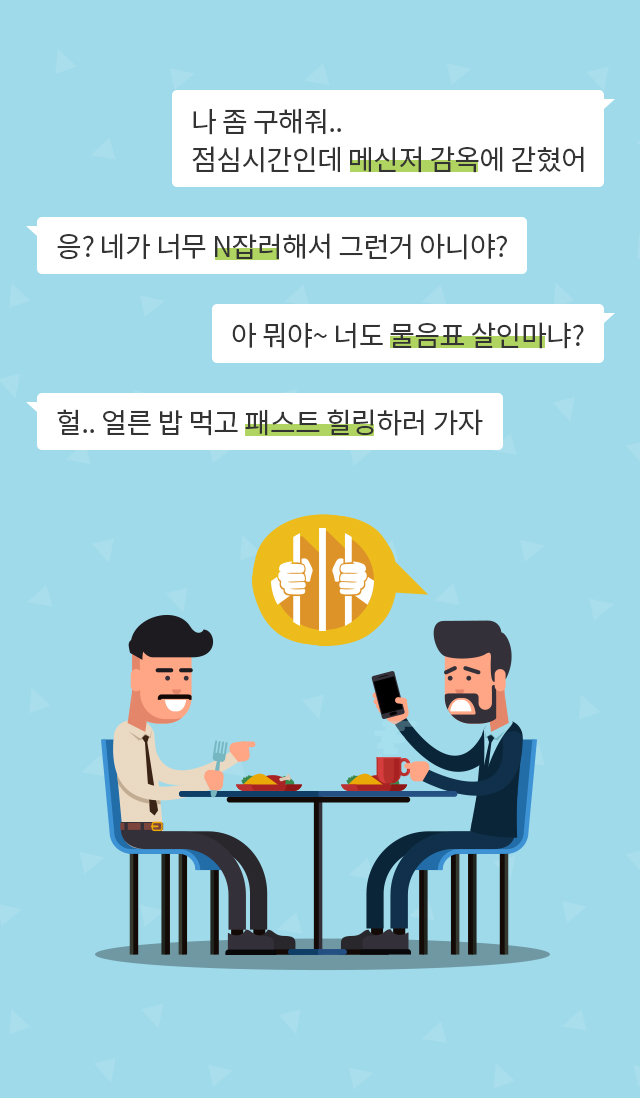 나 좀 구해줘..
점심시간인데 메신저 감옥에 갇혔어
응? 네가 너무 N잡러해서 그런거 아니야?
아 뭐야~ 너도 물음표 살인마냐?
헐.. 얼른 밥 먹고 패스트 힐링하러 가자